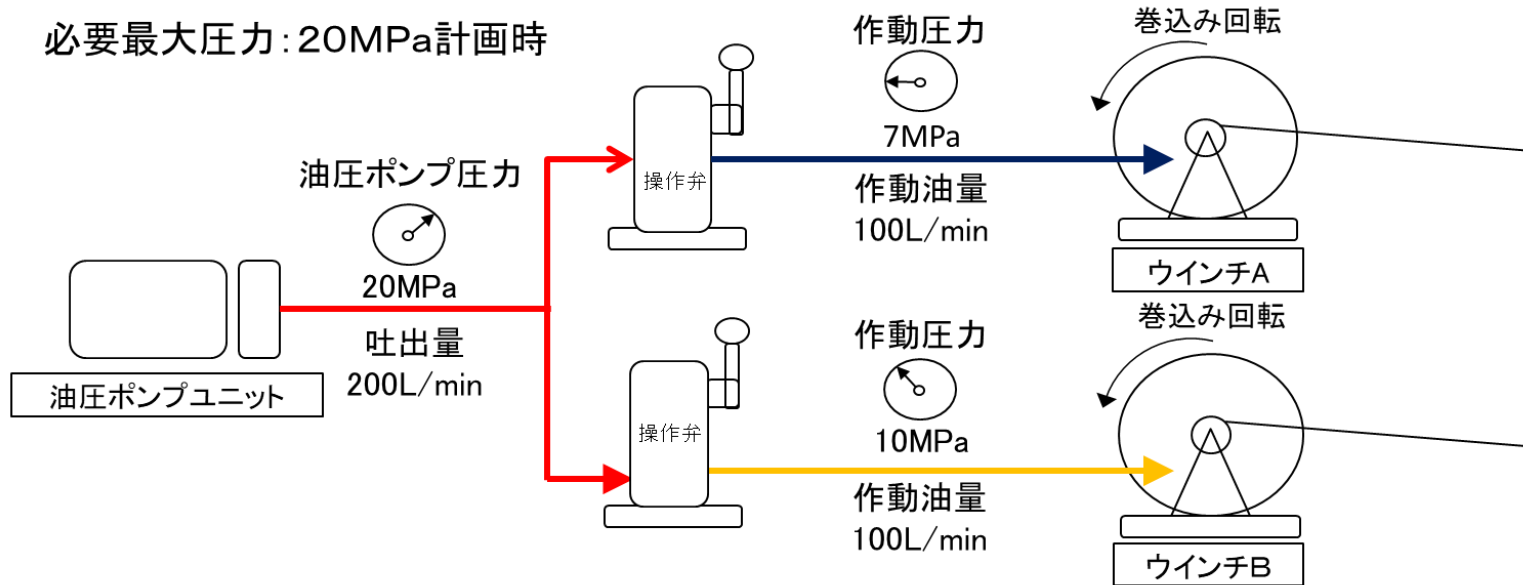 必要最大圧力:20MPa計画時
油圧ポンプ圧力
20MPa
吐出量
200L/min
油圧ポンプユニット
操作弁
作動圧力
7MPa
作動油量
100L/min
巻込み回転
ウインチA
操作弁
作動圧力
10MPa
作動油量
100L/min
巻込み回転
ウインチB